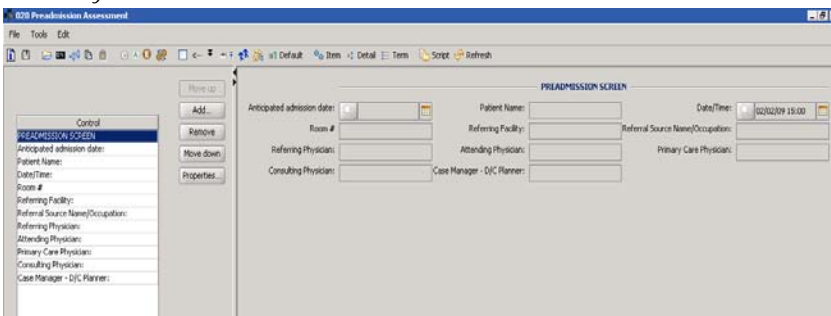 020 Preadmission Assessment
File Tools Edit
Default Item Detail Term Script Refresh
Control
PREADMISSION SCREEN
Anticipated admission date:
Patient Name:
Date/Time:
Room #
Referring Facility:
Referral Source Name/Occupation:
Referring Physician:
Attending Physician:
Primary Care Physician:
Consulting Physician:
Case Manager - D/C Planner:
Move up
Add...
Remove
Move down
Properties...
PREADMISSION SCREEN
Anticipated admission date: Patient Name: Date/Time: 02/02/09 15:00
Room # Referring Facility: Referral Source Name/Occupation:
Referring Physician: Attending Physician: Primary Care Physician:
Consulting Physician: Case Manager - D/C Planner: